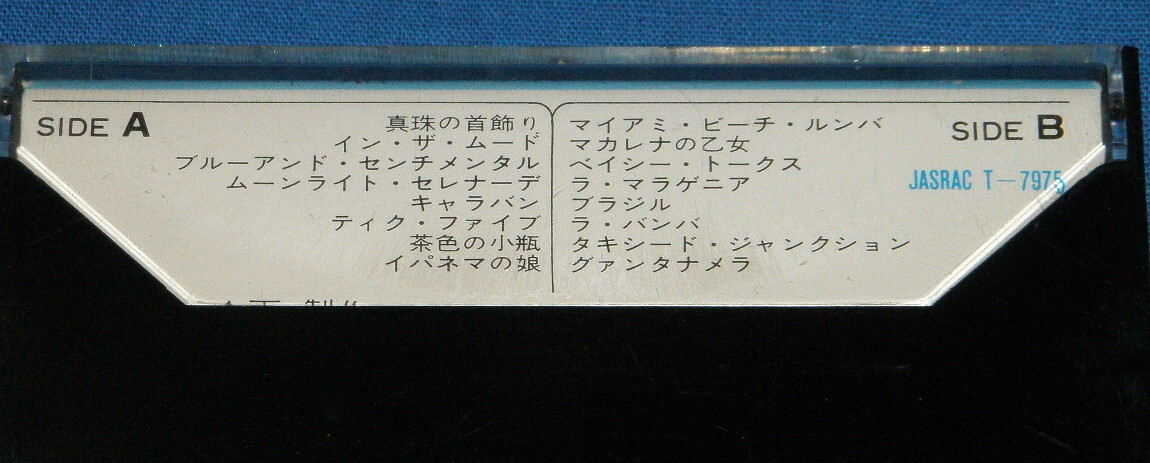 SIDE A
真珠の首飾り
イン・ザ・ムード
ブルーアンド・センチメンタル
ムーンライト・セレナーデ
キャラバン
ティク・ファイブ
茶色の小瓶
イパネマの娘
SIDE B
マイアミ・ビーチ・ルンバ
マカレナの乙女
ベイシー・トークス
ラ・マラゲニア
ブラジル
ラ・バンバ
タキシード・ジャンクション
グァンタナメラ
JASRAC T-7975